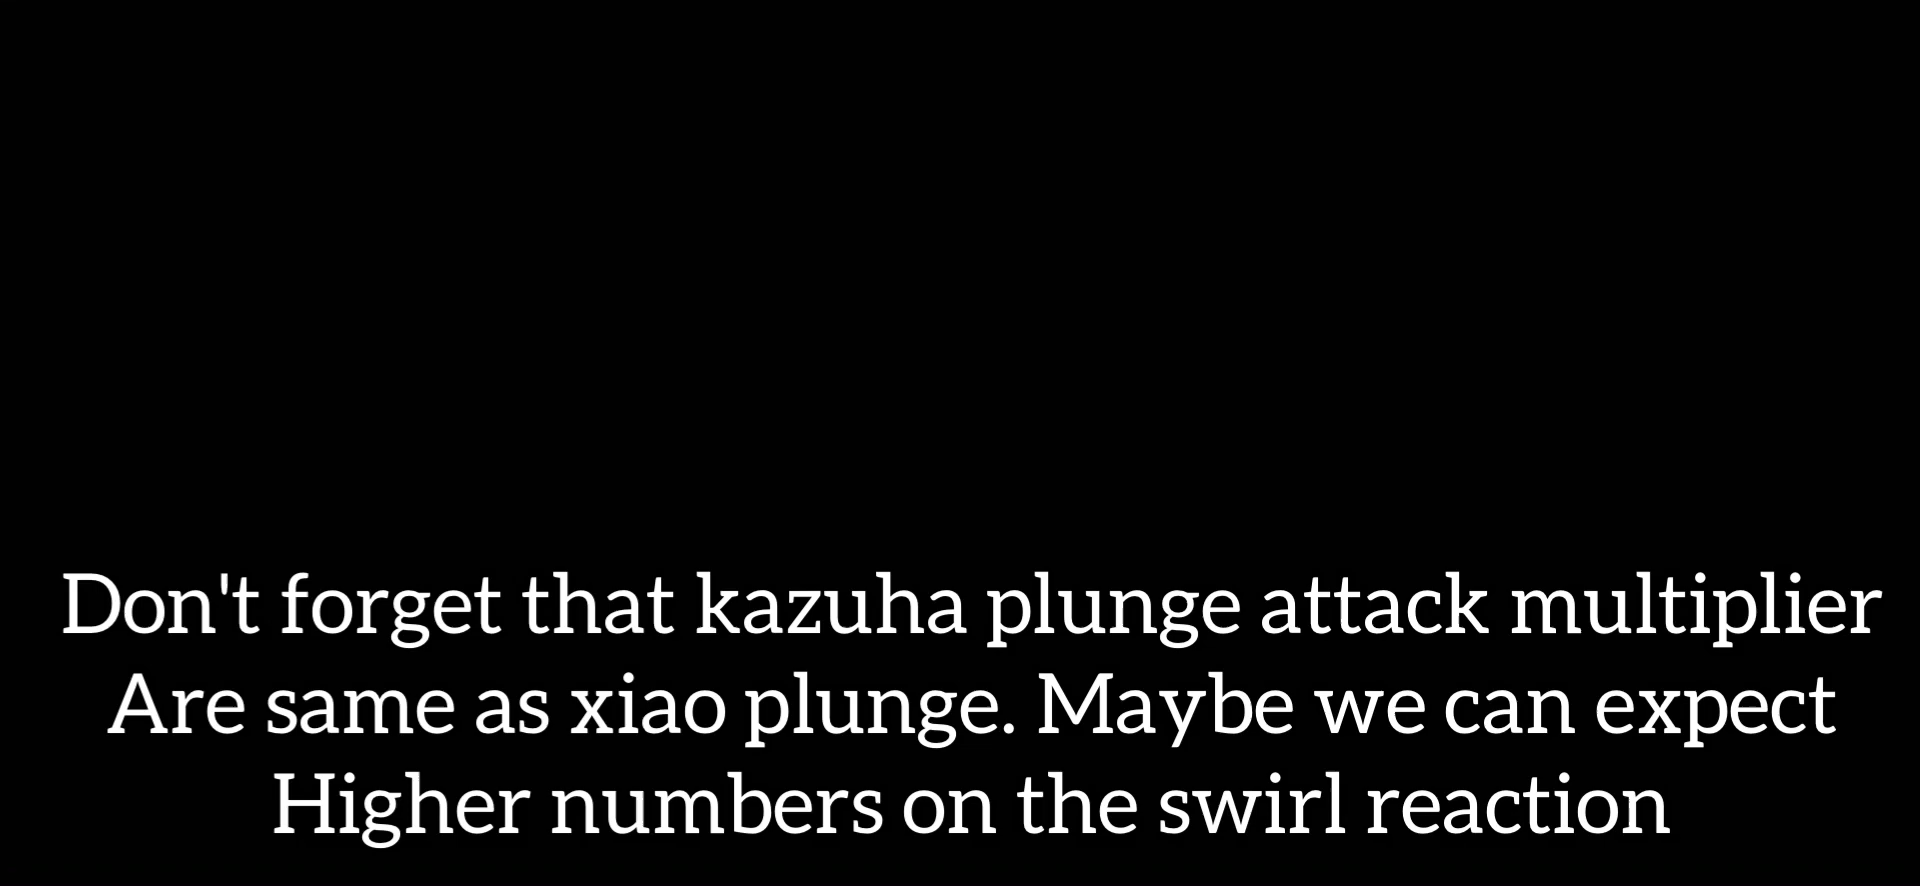 Don't forget that kazuha plunge attack multiplier
Are same as xiao plunge. Maybe we can expect
Higher numbers on the swirl reaction